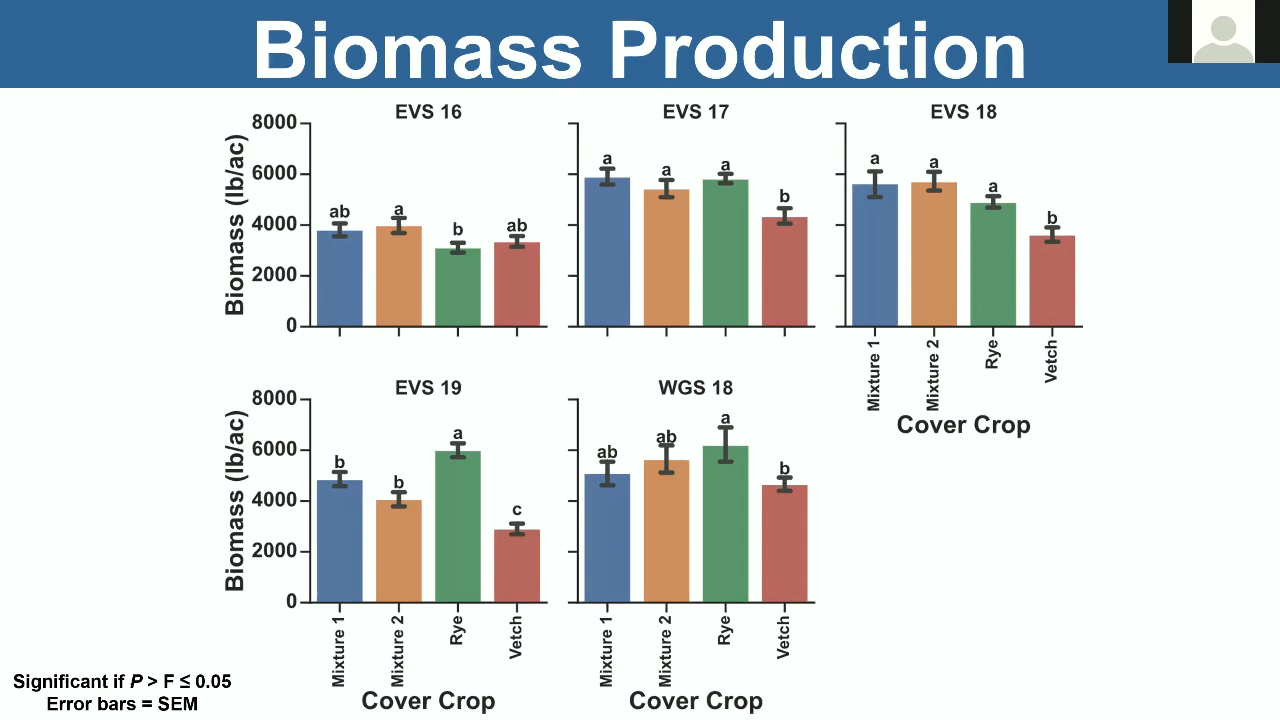 Biomass Production
EVS 16
EVS 17
EVS 18
Biomass (lb/ac)
8000
6000
4000
2000
0
ab
a
b
ab
a
a
a
b
a
a
a
b
Mixture 1
Mixture 2
Rye
Vetch
Cover Crop
EVS 19
WGS 18
Biomass (lb/ac)
8000
6000
4000
2000
0
b
b
a
c
ab
ab
a
b
Mixture 1
Mixture 2
Rye
Vetch
Mixture 1
Mixture 2
Rye
Vetch
Cover Crop
Cover Crop
Significant if P > F ≤ 0.05
Error bars = SEM